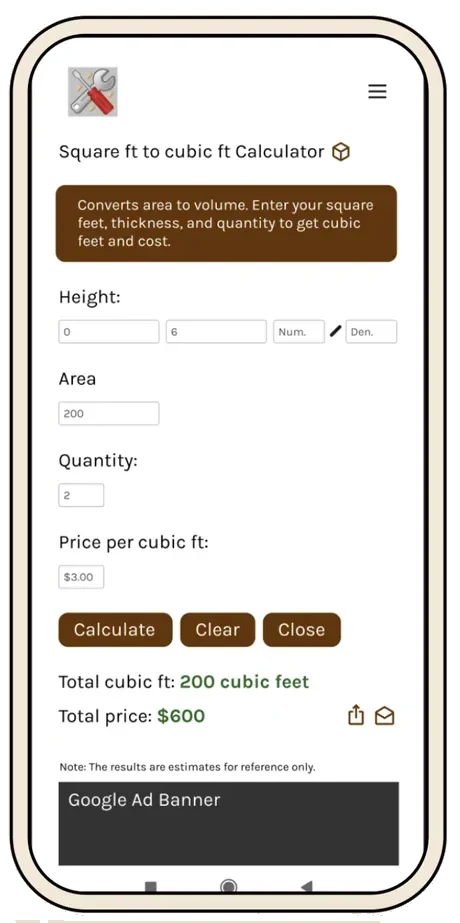 Square ft to cubic ft Calculator
Converts area to volume. Enter your square
feet, thickness, and quantity to get cubic
feet and cost.
Height:
0 6 Num. Den.
Area
200
Quantity:
2
Price per cubic ft:
$3.00
Calculate Clear Close
Total cubic ft: 200 cubic feet
Total price: $600
Note: The results are estimates for reference only.
Google Ad Banner